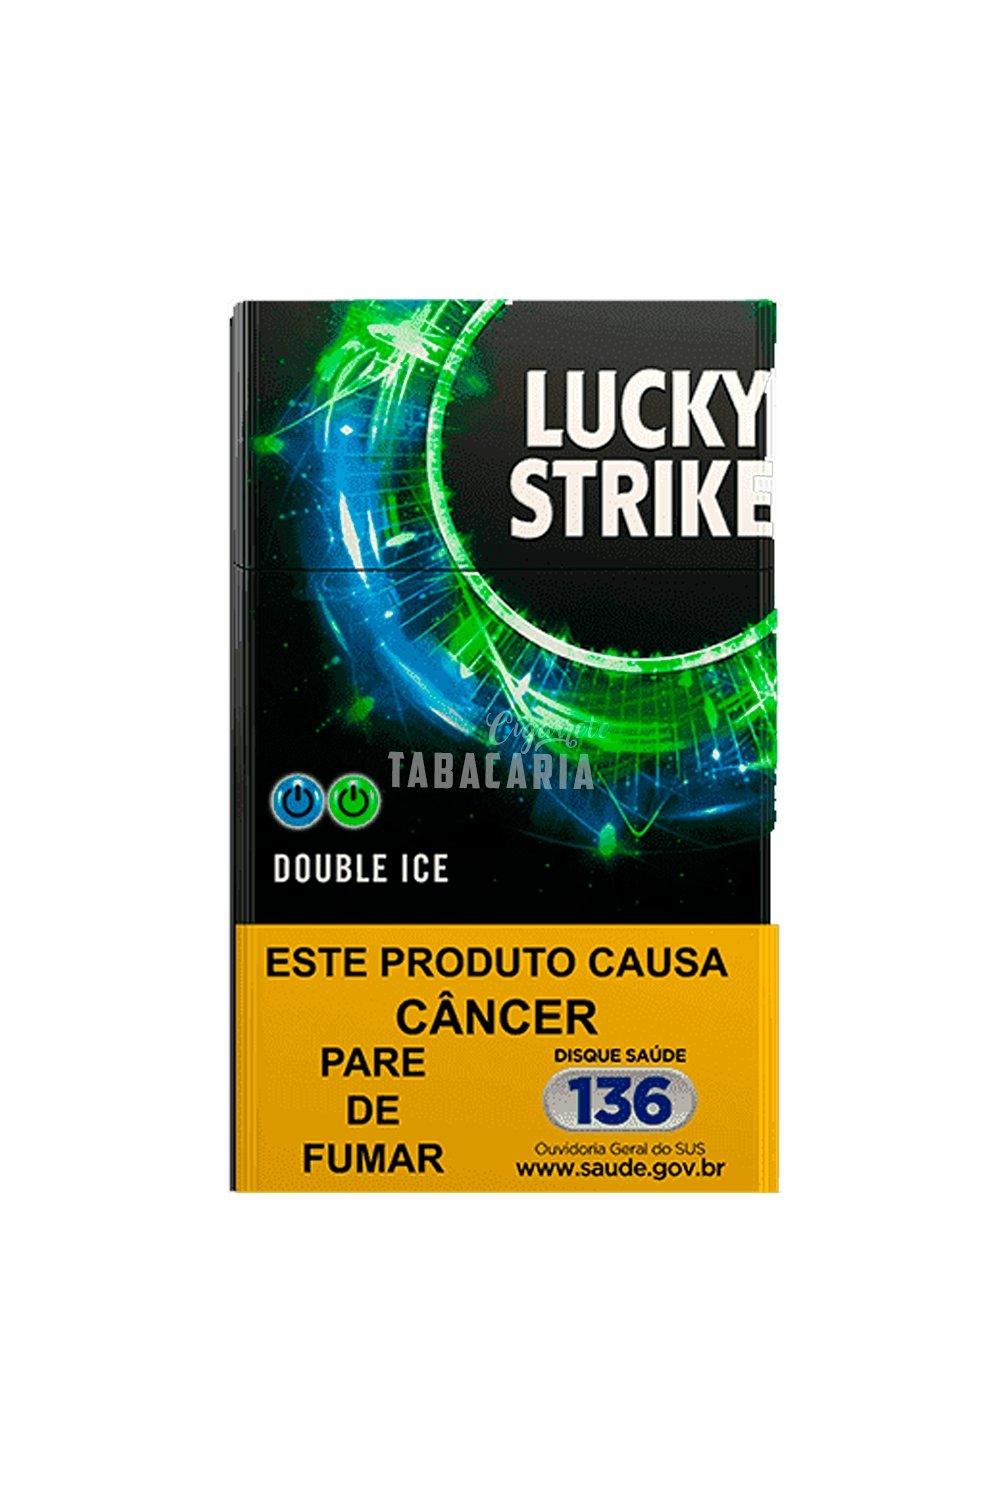 LUCKY
STRIKE
Cigarrete
TABACARIA
DOUBLE ICE
ESTE PRODUTO CAUSA
CÂNCER
PARE
DE
FUMAR
DISQUE SAÚDE
136
Ouvidoria Geral do SUS
www.saude.gov.br